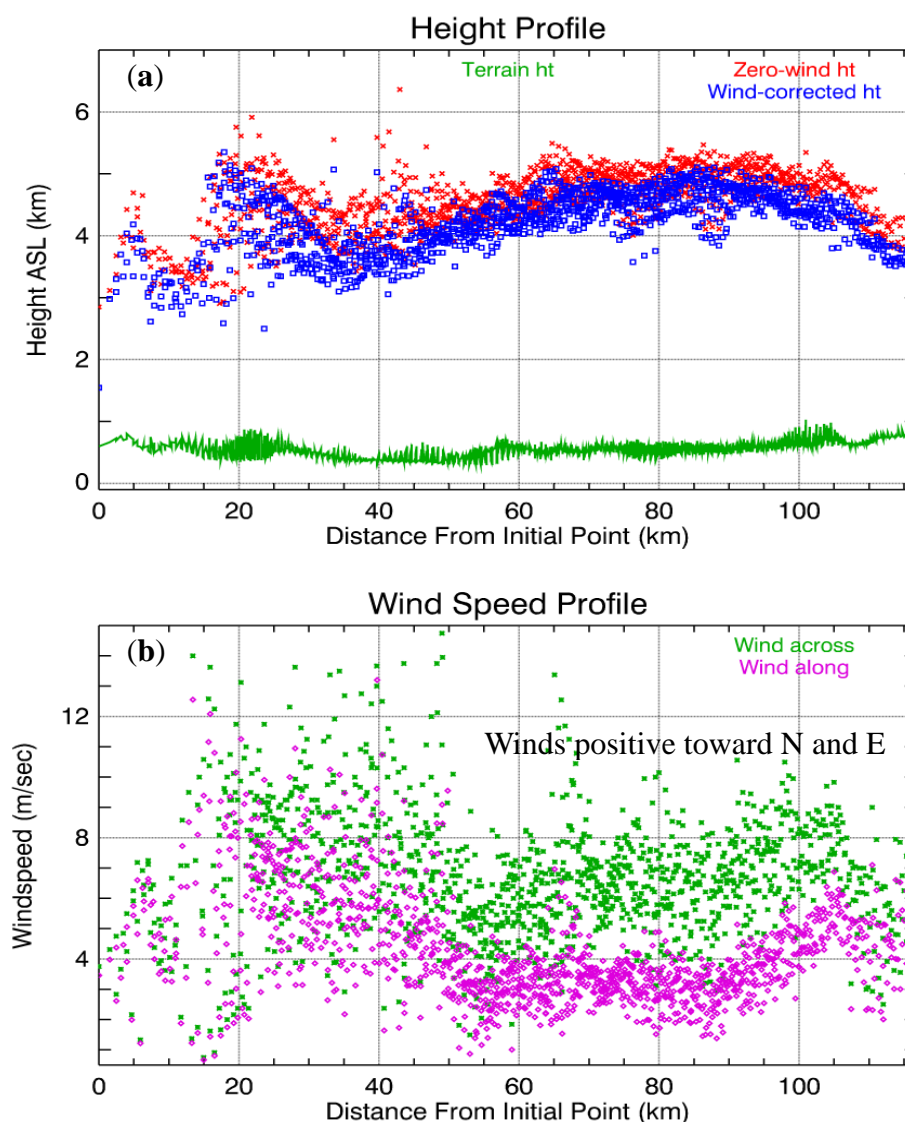 Height Profile
(a)
Terrain ht
Zero-wind ht
Wind-corrected ht
Height ASL (km)
6
4
2
0
0 20 40 60 80 100
Distance From Initial Point (km)
Wind Speed Profile
(b)
Wind across
Wind along
Winds positive toward N and E
Windspeed (m/sec)
12
8
4
0 20 40 60 80 100
Distance From Initial Point (km)